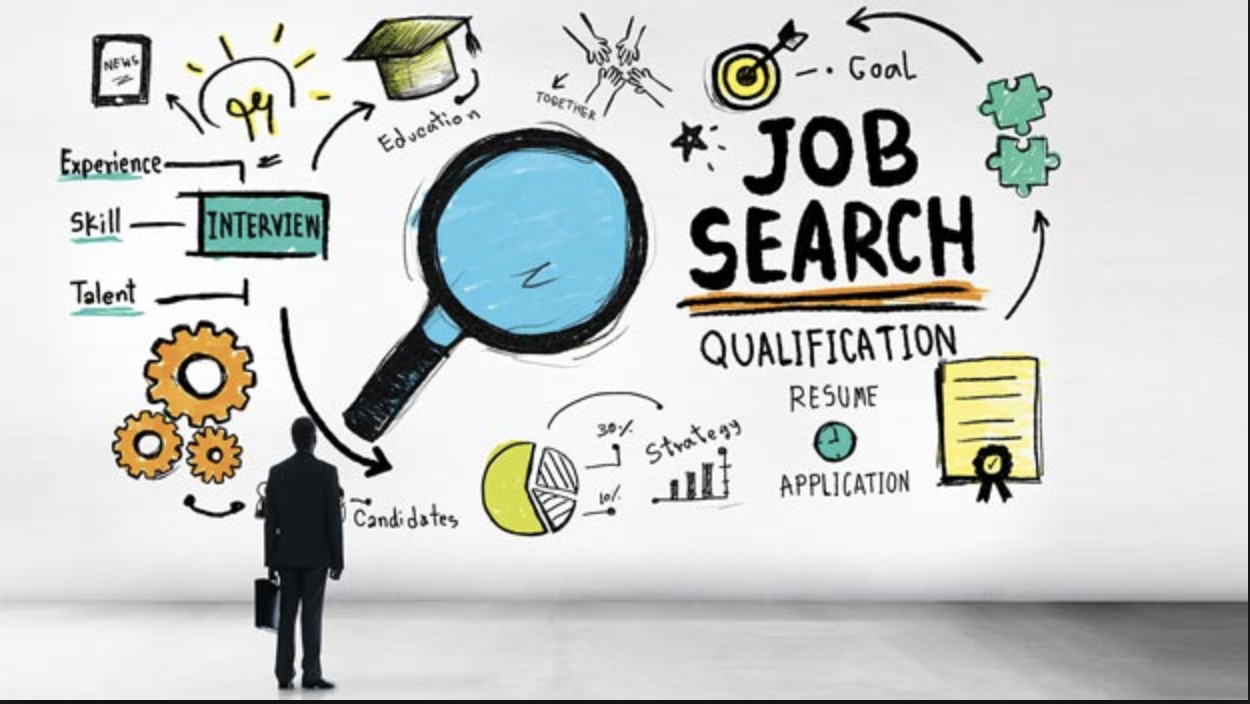 NEWS
Experience
Skill
Talent
INTERVIEW
Education
TOGETHER
Goal
JOB
SEARCH
QUALIFICATION
RESUME
APPLICATION
30%
10%
Strategy
Candidates